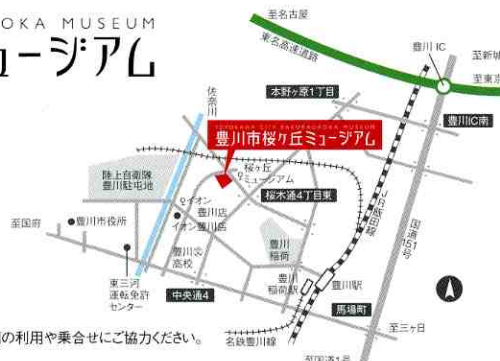 OKA MUSEUM
ュージアム
至名古屋
東名高速道路
豊川IC
至新城
至東京
佐奈川
本野ヶ原1丁目
豊川IC南
TOYOKAWA CITY SAKURAGAOKA MUSEUM
豊川市桜ヶ丘ミュージアム
陸上自衛隊
豊川駐屯地
桜ヶ丘
ミュージアム
桜木通4丁目東
イオン
豊川店
イオン豊川店
至国府
豊川市役所
豊川
高校
豊川
稲荷
JR飯田線
国道151号
東三河
運転免許
センター
中央通4
豊川
稲荷駅
豊川駅
馬場町
至三ヶ日
の利用や乗合せにご協力ください。
名鉄豊川線
至国道1号